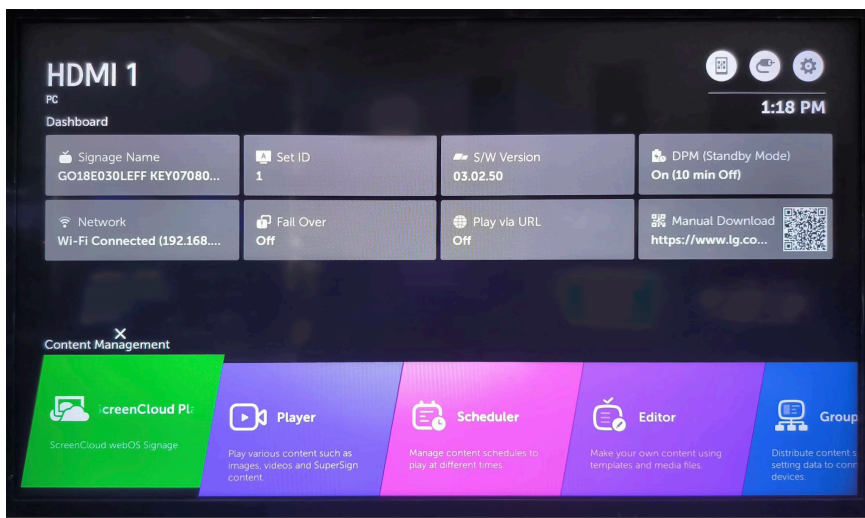 HDMI 1
PC
1:18 PM
Dashboard
Signage Name
GO18E030LEFF KEY07080...
Set ID
1
S/W Version
03.02.50
DPM (Standby Mode)
On (10 min Off)
Network
Wi-Fi Connected (192.168....
Fail Over
Off
Play via URL
Off
Manual Download
https://www.lg.co...
Content Management
creenCloud Pla
ScreenCloud webOS Signage
Player
Play various content such as
images, videos and SuperSign
content.
Scheduler
Manage content schedules to
play at different times.
Editor
Make your own content using
templates and media files.
Group
Distribute content s
setting data to conn
devices.